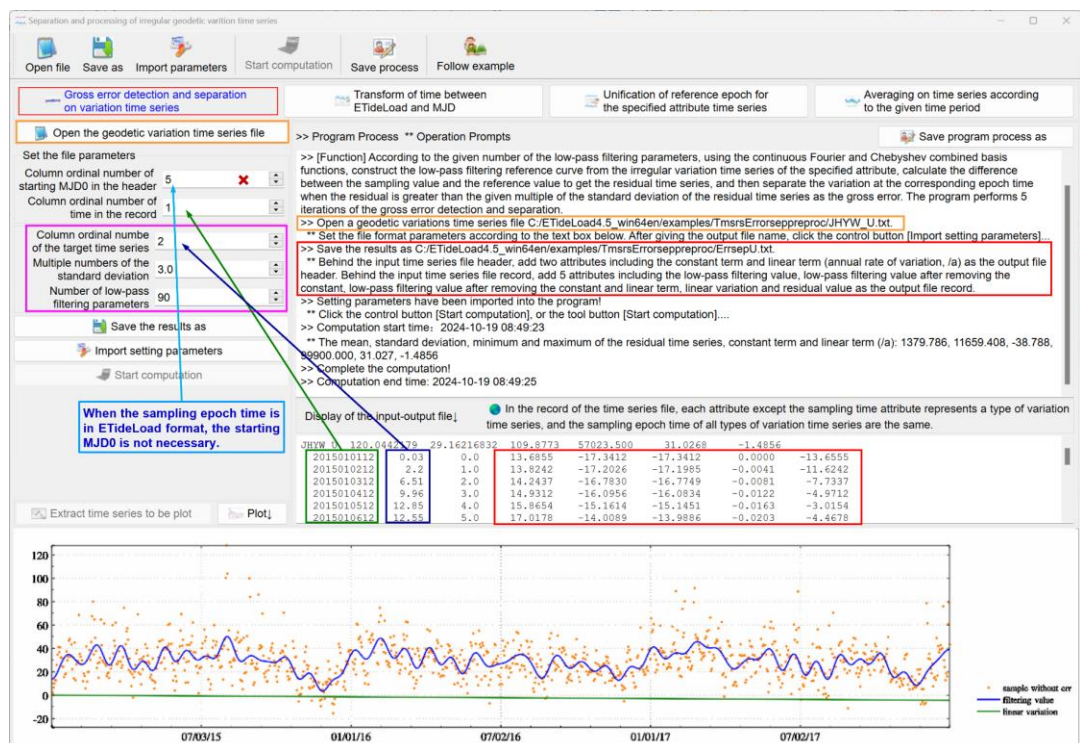 Separation and processing of irregular geodetic varition time series
Open file
Save as
Import parameters
Start computation
Save process
Follow example
Gross error detection and separation
on variation time series
Transform of time between
ETideLoad and MJD
Unification of reference epoch for
the specified attribute time series
Averaging on time series according
to the given time period
Open the geodetic variation time series file
Set the file parameters
Column ordinal number of
starting MJD0 in the header
5
Column ordinal number of
time in the record
1
Column ordinal numbe
of the target time series
2
Multiple numbers of the
standard deviation
3.0
Number of low-pass
filtering parameters
90
Save the results as
Import setting parameters
Start computation
When the sampling epoch time is
in ETideLoad format, the starting
MJD0 is not necessary.
Extract time series to be plot
Plot↓
>> Program Process ** Operation Prompts
Save program process as
>> [Function] According to the given number of the low-pass filtering parameters, using the continuous Fourier and Chebyshev combined basis
functions, construct the low-pass filtering reference curve from the irregular variation time series of the specified attribute, calculate the difference
between the sampling value and the reference value to get the residual time series, and then separate the variation at the corresponding epoch time
when the residual is greater than the given multiple of the standard deviation of the residual time series as the gross error. The program performs 5
iterations of the gross error detection and separation.
>> Open a geodetic variations time series file C:/ETideLoad4.5_win64en/examples/TmsrsErrorseppreproc/JHYW_U.txt.
** Set the file format parameters according to the text box below. After giving the output file name, click the control button [Import setting parameters]...
>> Save the results as C:/ETideLoad4.5_win64en/examples/TmsrsErrorseppreproc/ErrsepU.txt.
** Behind the input time series file header, add two attributes including the constant term and linear term (annual rate of variation, /a) as the output file
header. Behind the input time series file record, add 5 attributes including the low-pass filtering value, low-pass filtering value after removing the
constant, low-pass filtering value after removing the constant and linear term, linear variation and residual value as the output file record.
>> Setting parameters have been imported into the program!
** Click the control button [Start computation], or the tool button [Start computation]....
>> Computation start time: 2024-10-19 08:49:23
** The mean, standard deviation, minimum and maximum of the residual time series, constant term and linear term (/a): 1379.786, 11659.408, -38.788,
99900.000, 31.027, -1.4856
>> Complete the computation!
>> Computation end time: 2024-10-19 08:49:25
Display of the input-output file↓
In the record of the time series file, each attribute except the sampling time attribute represents a type of variation
time series, and the sampling epoch time of all types of variation time series are the same.
JHYW_U 120.0442179 29.16216832 109.8773 57023.500 31.0268 -1.4856
2015010112 0.03 0.0 13.6855 -17.3412 -17.3412 0.0000 -13.6555
2015010212 2.2 1.0 13.8242 -17.2026 -17.1985 -0.0041 -11.6242
2015010312 6.51 2.0 14.2437 -16.7830 -16.7749 -0.0081 -7.7337
2015010412 9.96 3.0 14.9312 -16.0956 -16.0834 -0.0122 -4.9712
2015010512 12.85 4.0 15.8654 -15.1614 -15.1451 -0.0163 -3.0154
2015010612 12.55 5.0 17.0178 -14.0089 -13.9886 -0.0203 -4.4678
120
100
80
60
40
20
0
-20
07/03/15
01/01/16
07/02/16
01/01/17
07/02/17
sample without err
filtering value
linear variation